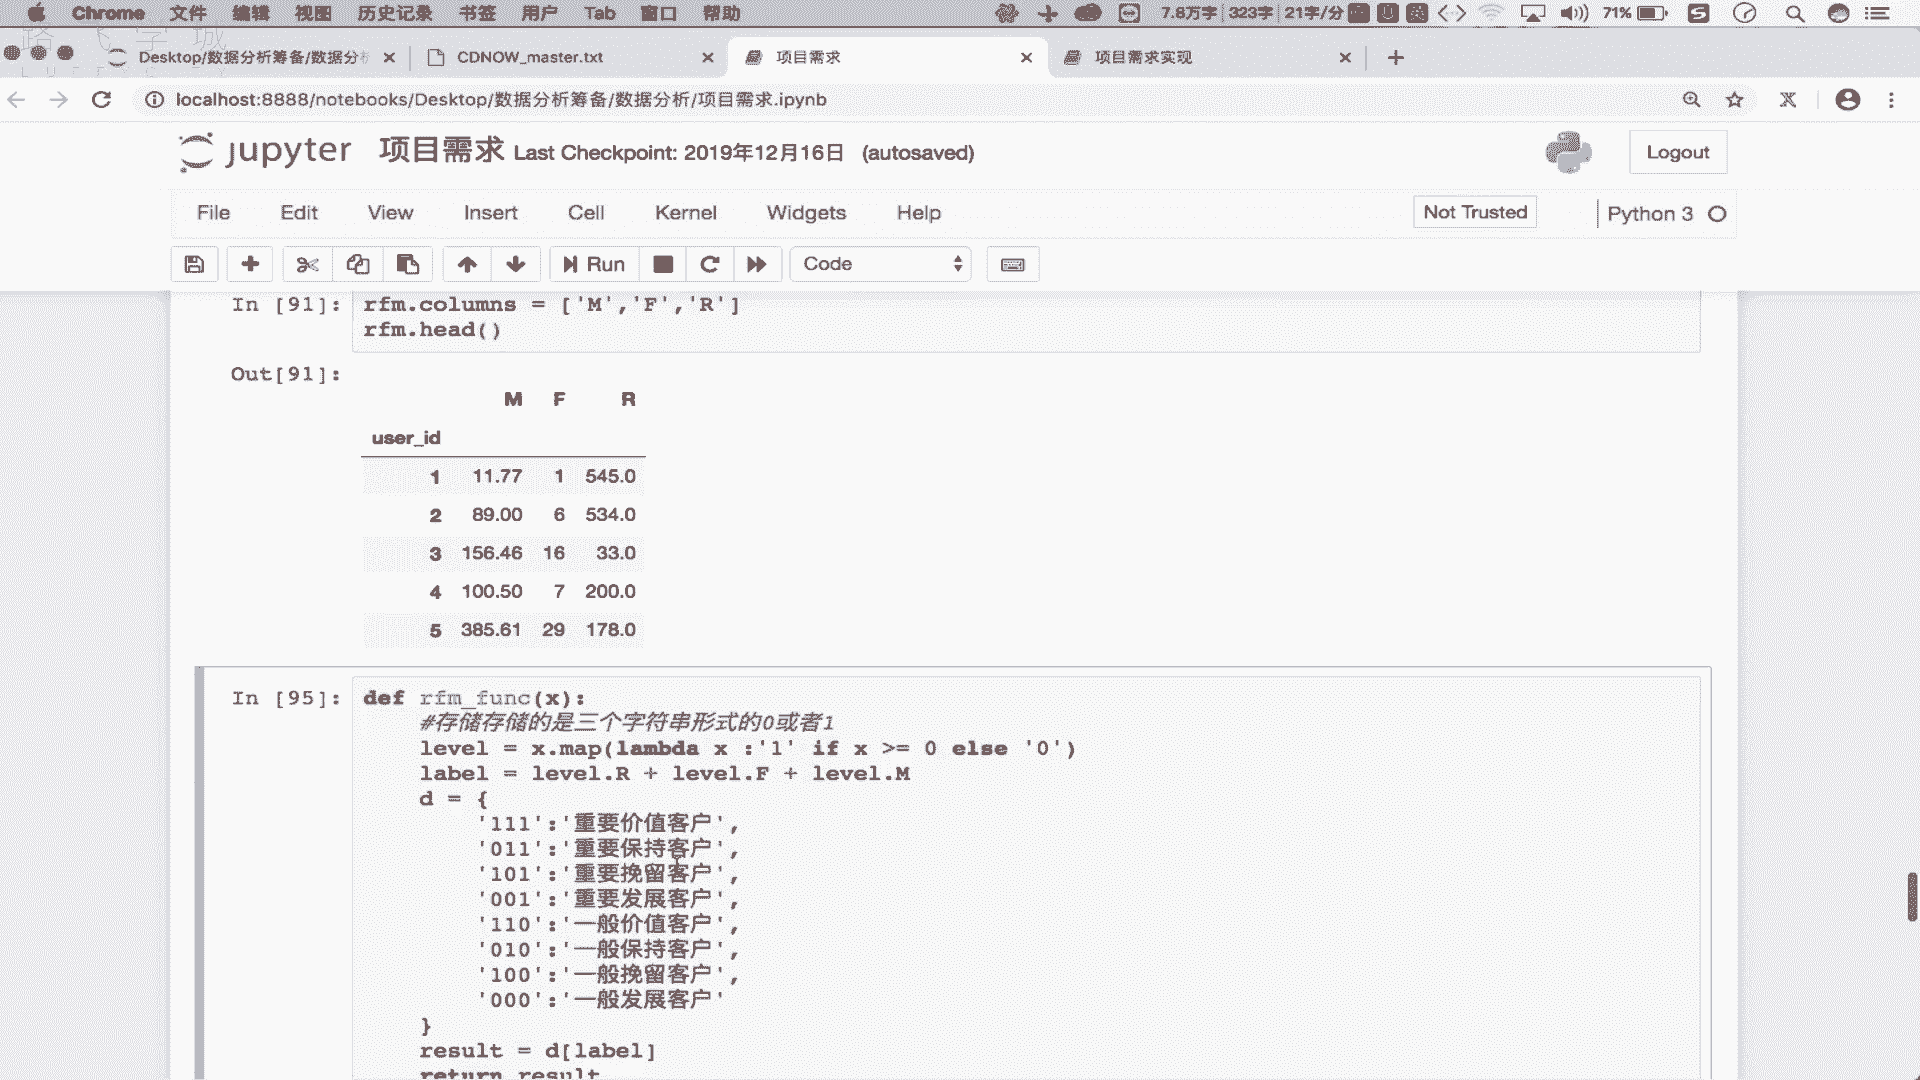 Chrome 文件 编辑 视图 历史记录 书签 用户 Tab 窗口 帮助 7.8万字 323字 21字/分 71%
Desktop/数据分析筹备/数据分析 CDNOW_master.txt 项目需求 项目需求实现
localhost:8888/notebooks/Desktop/数据分析筹备/数据分析/项目需求.ipynb
jupyter 项目需求 Last Checkpoint: 2019年12月16日 (autosaved) Logout
File Edit View Insert Cell Kernel Widgets Help Not Trusted Python 3
Run Code
In [91]: rfm.columns = ['M','F','R']
rfm.head()
Out[91]:
M F R
user_id
1 11.77 1 545.0
2 89.00 6 534.0
3 156.46 16 33.0
4 100.50 7 200.0
5 385.61 29 178.0
In [95]: def rfm_func(x):
#存储存储的是三个字符串形式的0或者1
level = x.map(lambda x :'1' if x >= 0 else '0')
label = level.R + level.F + level.M
d = {
'111':'重要价值客户',
'011':'重要保持客户',
'101':'重要挽留客户',
'001':'重要发展客户',
'110':'一般价值客户',
'010':'一般保持客户',
'100':'一般挽留客户',
'000':'一般发展客户'
}
result = d[label]
return result